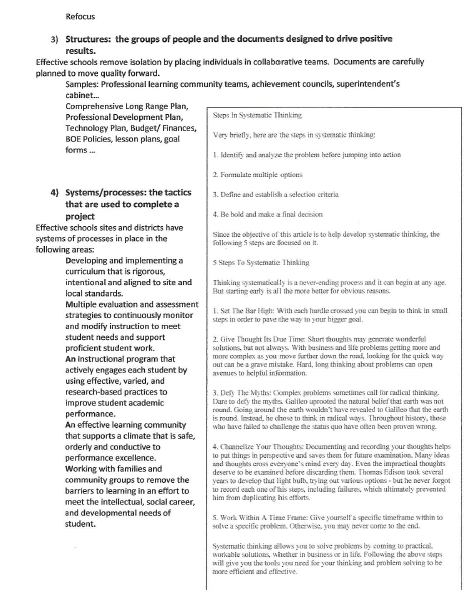 Refocus
3) Structures: the groups of people and the documents designed to drive positive
results.
Effective schools remove isolation by placing individuals in collaborative teams. Documents are carefully
planned to move quality forward.
Samples: Professional learning community teams, achievement councils, superintendent's
cabinet...
Comprehensive Long Range Plan,
Professional Development Plan,
Technology Plan, Budget/ Finances,
BOE Policies, lesson plans, goal
forms ...
4) Systems/processes: the tactics
that are used to complete a
project
Effective schools sites and districts have
systems of processes in place in the
following areas:
Developing and implementing a
curriculum that is rigorous,
intentional and aligned to site and
local standards.
Multiple evaluation and assessment
strategies to continuously monitor
and modify instruction to meet
student needs and support
proficient student work.
An instructional program that
actively engages each student by
using effective, varied, and
research-based practices to
improve student academic
performance.
An effective learning community
that supports a climate that is safe,
orderly and conductive to
performance excellence.
Working with families and
community groups to remove the
barriers to learning in an effort to
meet the intellectual, social career,
and developmental needs of
student.
Steps In Systematic Thinking
Very briefly, here are the steps in systematic thinking:
1. Identify and analyze the problem before jumping into action
2. Formulate multiple options
3. Define and establish a selection criteria
4. Be bold and make a final decision
Since the objective of this article is to help develop systematic thinking, the
following 5 steps are focused on it.
5 Steps To Systematic Thinking
Thinking systematically is a never-ending process and it can begin at any age.
But starting early is all the more better for obvious reasons.
1. Set The Bar High: With each hurdle crossed you can begin to think in small
steps in order to pave the way to your bigger goal.
2. Give Thought Its Due Time: Short thoughts may generate wonderful
solutions, but not always. With business and life problems getting more and
more complex as you move further down the road, looking for the quick way
out can be a grave mistake. Hard, long thinking about problems can open
avenues to helpful information.
3. Defy The Myths: Complex problems sometimes call for radical thinking.
Dare to defy the myths. Galileo uprooted the natural belief that earth was not
round. Going around the earth wouldn't have revealed to Galileo that the earth
is round. Instead, he chose to think in radical ways. Throughout history, those
who have failed to challenge the status quo have often been proven wrong.
4. Channelize Your Thoughts: Documenting and recording your thoughts helps
to put things in perspective and saves them for future examination. Many ideas
and thoughts cross everyone's mind every day. Even the impractical thoughts
deserve to be examined before discarding them. Thomas Edison took several
years to develop that light bulb, trying out various options - but he never forgot
to record each one of his steps, including failures, which ultimately prevented
him from duplicating his efforts.
5. Work Within A Time Frame: Give yourself a specific timeframe within to
solve a specific problem. Otherwise, you may never come to the end.
Systematic thinking allows you to solve problems by coming to practical,
workable solutions, whether in business or in life. Following the above steps
will give you the tools you need for your thinking and problem solving to be
more efficient and effective.